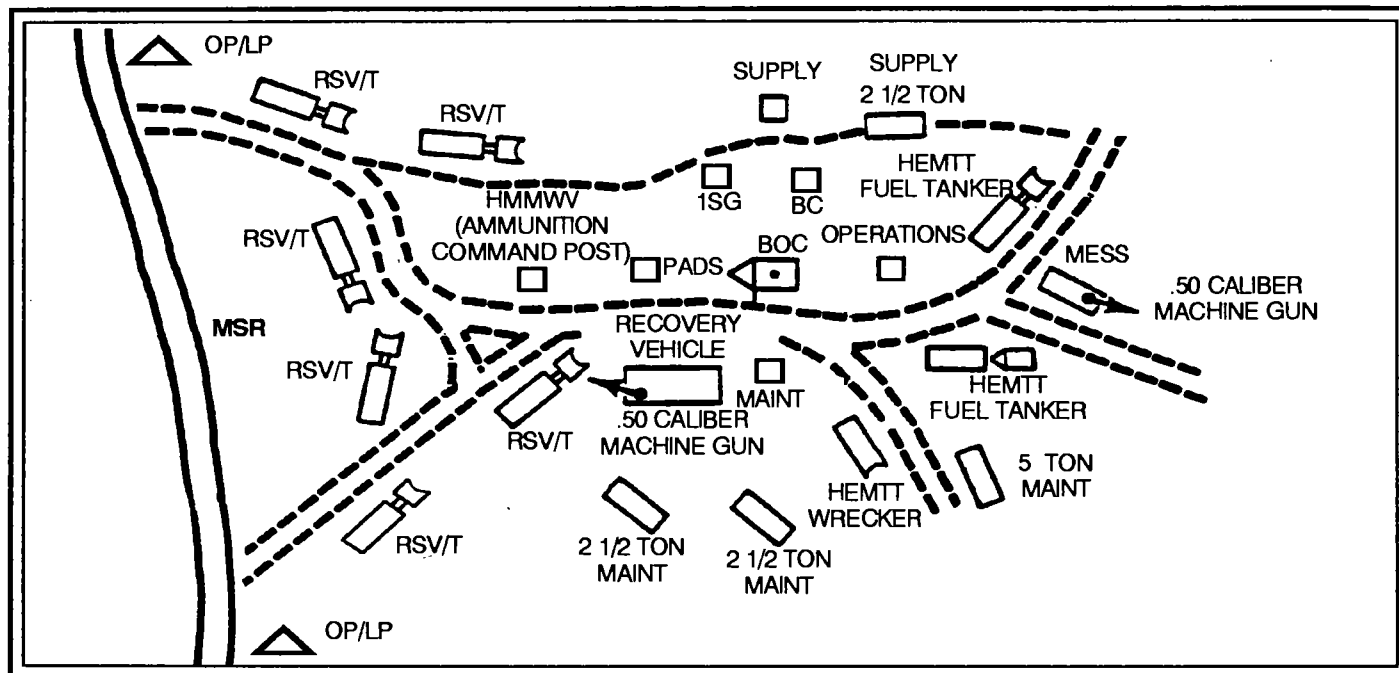 OP/LP
RSV/T
RSV/T
SUPPLY
SUPPLY
2 1/2 TON
HEMTT
FUEL TANKER
1SG
BC
HMMWV
(AMMUNITION
COMMAND POST)
RSV/T
PADS
BOC
OPERATIONS
MESS
.50 CALIBER
MACHINE GUN
MSR
RECOVERY
VEHICLE
RSV/T
MAINT
HEMTT
FUEL TANKER
RSV/T
.50 CALIBER
MACHINE GUN
5 TON
MAINT
HEMTT
WRECKER
RSV/T
2 1/2 TON
MAINT
2 1/2 TON
MAINT
OP/LP